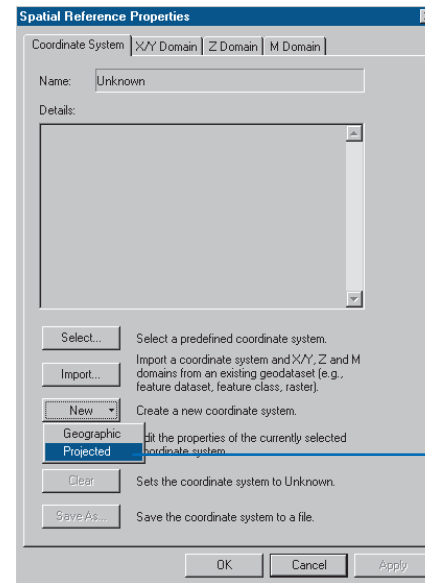 Spatial Reference Properties
Coordinate System X/Y Domain Z Domain M Domain
Name: Unknown
Details:
Select... Select a predefined coordinate system.
Import a coordinate system and X/Y, Z and M
Import... domains from an existing geodataset (e.g.,
feature dataset, feature class, raster).
New Create a new coordinate system.
Geographic dit the properties of the currently selected
Projected coordinate system.
Clear Sets the coordinate system to Unknown.
Save As... Save the coordinate system to a file.
OK Cancel Apply